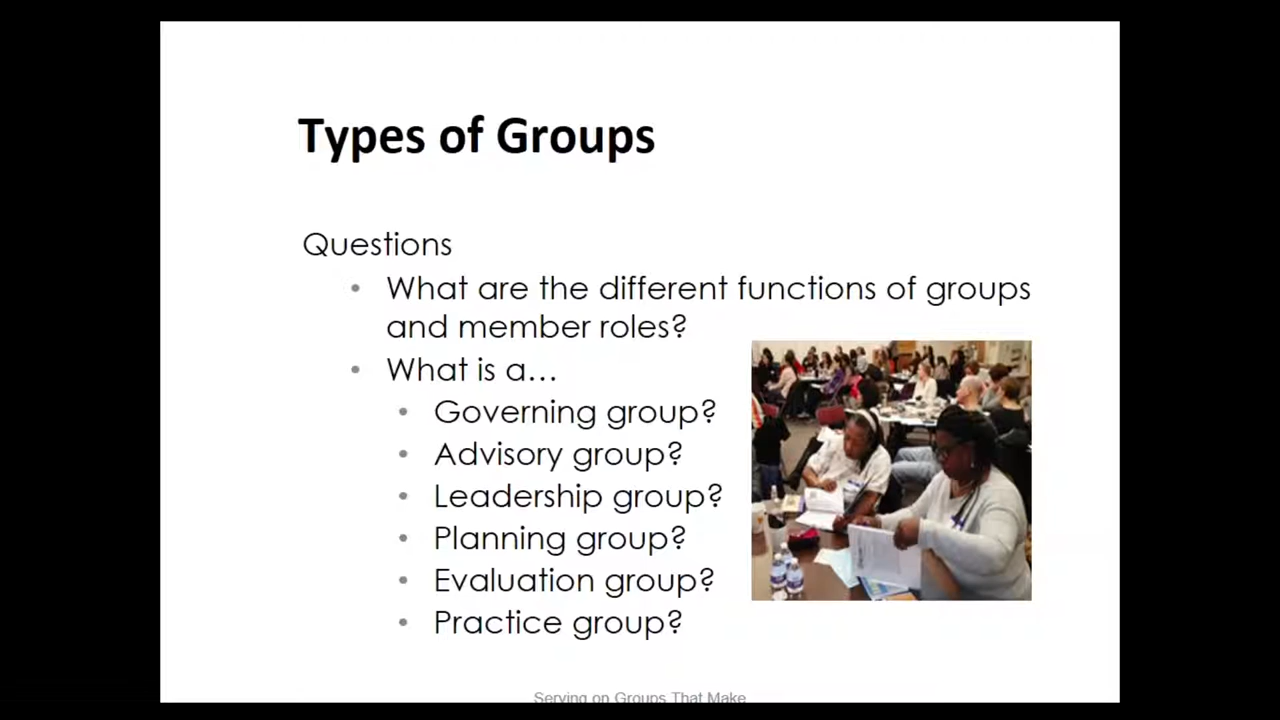 Types of Groups
Questions
• What are the different functions of groups
and member roles?
• What is a…
• Governing group?
• Advisory group?
• Leadership group?
• Planning group?
• Evaluation group?
• Practice group?
Serving on Groups That Make